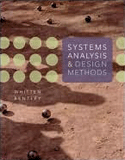 SYSTEMS
ANALYSIS
& DESIGN
METHODS
WHITTEN
BENTLEY